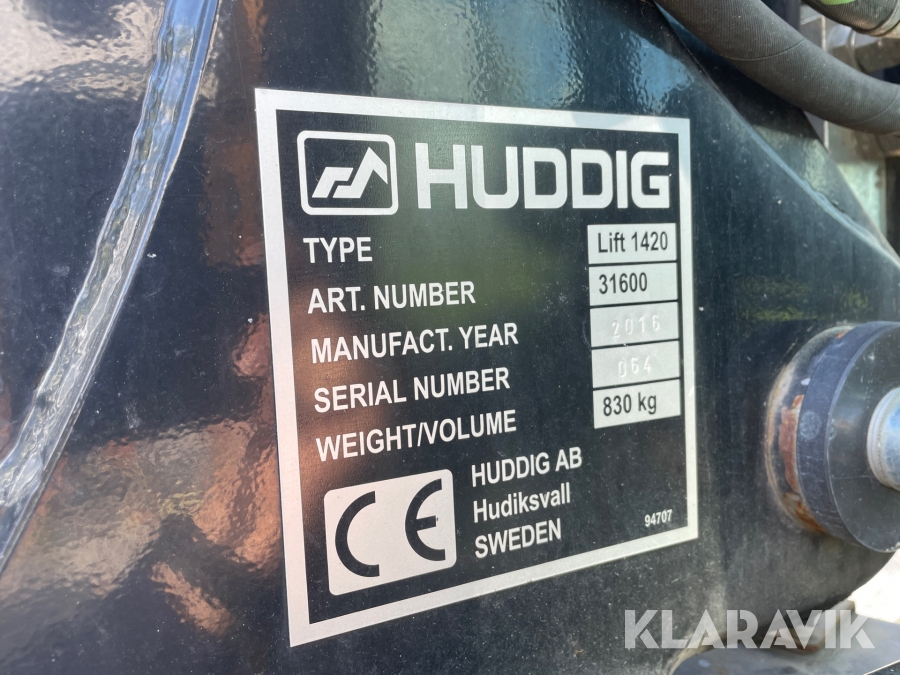 HUDDIG
TYPE Lift 1420
ART. NUMBER 31600
MANUFACT. YEAR 2016
SERIAL NUMBER 064
WEIGHT/VOLUME 830 kg
CE
HUDDIG AB
Hudiksvall
SWEDEN
94707
KLARAVIK